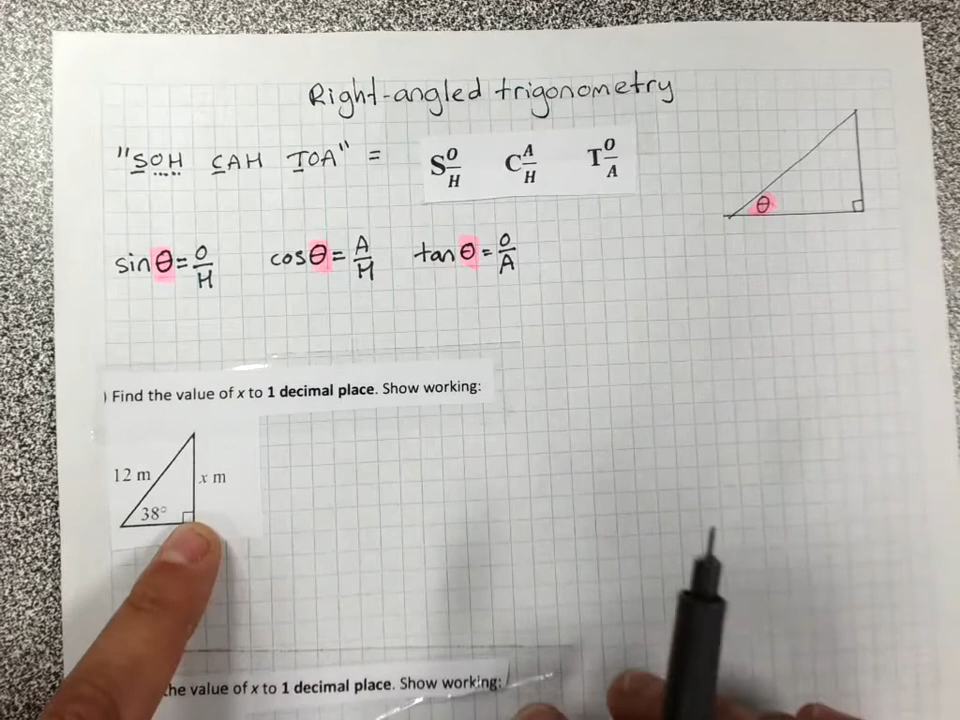 Right-angled trigonometry
"SOH CAH TOA" = S O/H C A/H T O/A
θ
sin θ = O/H cos θ = A/H tan θ = O/A
) Find the value of x to 1 decimal place. Show working:
12 m x m
38°
the value of x to 1 decimal place. Show working: